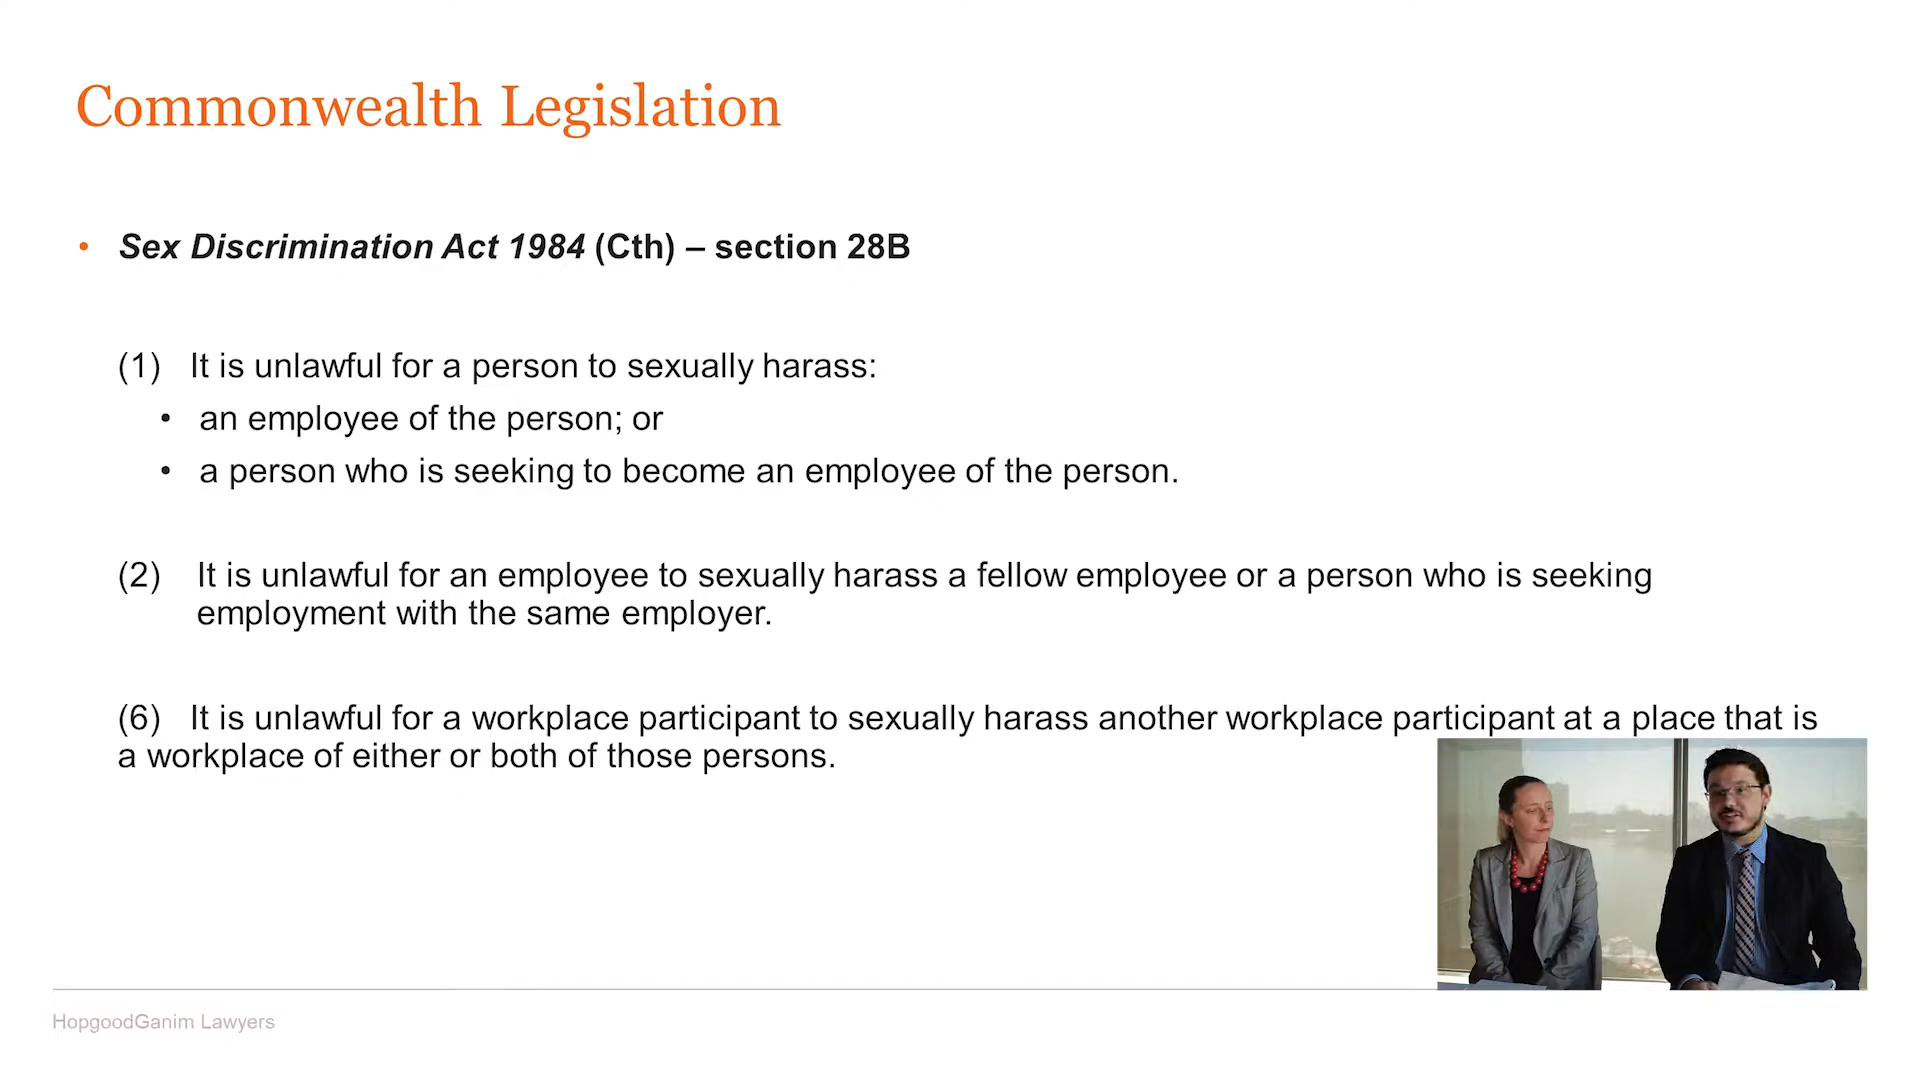 Commonwealth Legislation
• Sex Discrimination Act 1984 (Cth) – section 28B
(1) It is unlawful for a person to sexually harass:
• an employee of the person; or
• a person who is seeking to become an employee of the person.
(2) It is unlawful for an employee to sexually harass a fellow employee or a person who is seeking
employment with the same employer.
(6) It is unlawful for a workplace participant to sexually harass another workplace participant at a place that is
a workplace of either or both of those persons.
HopgoodGanim Lawyers